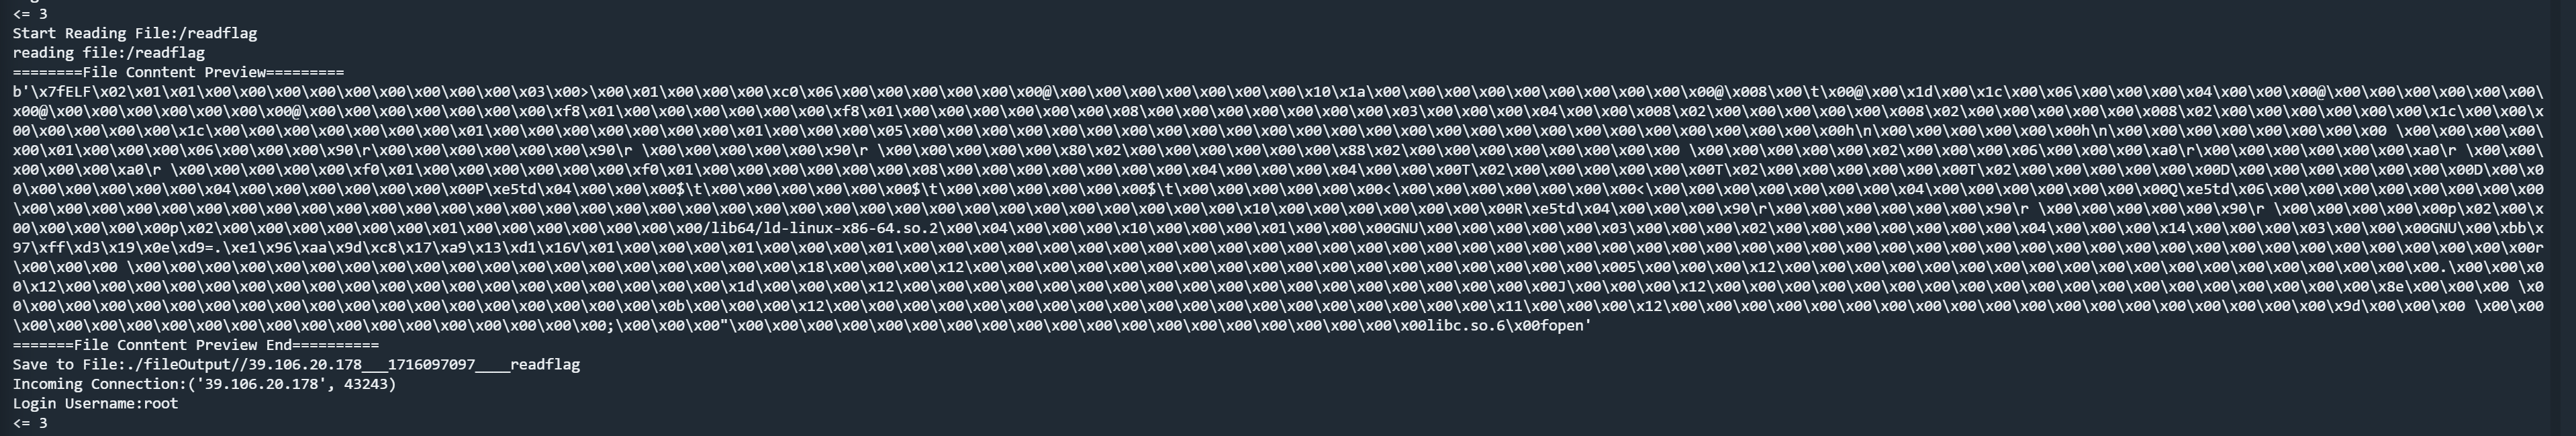 <= 3
Start Reading File:/readflag
reading file:/readflag
========File Conntent Preview=========
b'\x7fELF\x02\x01\x01\x00\x00\x00\x00\x00\x00\x00\x00\x00\x03\x00>\x00\x01\x00\x00\x00\xc0\x06\x00\x00\x00\x00\x00\x00@\x00\x00\x00\x00\x00\x00\x00\x10\x1a\x00\x00\x00\x00\x00\x00\x00\x00\x00\x00@\x008\x00\t\x00@\x00\x1d\x00\x1c\x00\x06\x00\x00\x00\x04\x00\x00\x00@\x00\x00\x00\x00\x00\x00\
x00@\x00\x00\x00\x00\x00\x00\x00@\x00\x00\x00\x00\x00\x00\x00\xf8\x01\x00\x00\x00\x00\x00\x00\xf8\x01\x00\x00\x00\x00\x00\x00\x08\x00\x00\x00\x00\x00\x00\x00\x03\x00\x00\x00\x04\x00\x00\x008\x02\x00\x00\x00\x00\x00\x008\x02\x00\x00\x00\x00\x00\x008\x02\x00\x00\x00\x00\x00\x00\x1c\x00\x00\x
00\x00\x00\x00\x00\x1c\x00\x00\x00\x00\x00\x00\x00\x01\x00\x00\x00\x00\x00\x00\x00\x01\x00\x00\x00\x05\x00\x00\x00\x00\x00\x00\x00\x00\x00\x00\x00\x00\x00\x00\x00\x00\x00\x00\x00\x00\x00\x00\x00\x00\x00\x00\x00h\n\x00\x00\x00\x00\x00\x00h\n\x00\x00\x00\x00\x00\x00\x00\x00 \x00\x00\x00\x00\
x00\x01\x00\x00\x00\x06\x00\x00\x00\x90\r\x00\x00\x00\x00\x00\x00\x90\r \x00\x00\x00\x00\x00\x90\r \x00\x00\x00\x00\x00\x80\x02\x00\x00\x00\x00\x00\x00\x88\x02\x00\x00\x00\x00\x00\x00\x00\x00 \x00\x00\x00\x00\x00\x02\x00\x00\x00\x06\x00\x00\x00\xa0\r\x00\x00\x00\x00\x00\x00\xa0\r \x00\x00\
x00\x00\x00\xa0\r \x00\x00\x00\x00\x00\xf0\x01\x00\x00\x00\x00\x00\x00\xf0\x01\x00\x00\x00\x00\x00\x00\x08\x00\x00\x00\x00\x00\x00\x00\x04\x00\x00\x00\x04\x00\x00\x00T\x02\x00\x00\x00\x00\x00\x00T\x02\x00\x00\x00\x00\x00\x00T\x02\x00\x00\x00\x00\x00\x00D\x00\x00\x00\x00\x00\x00\x00D\x00\x0
0\x00\x00\x00\x00\x00\x04\x00\x00\x00\x00\x00\x00\x00P\xe5td\x04\x00\x00\x00$\t\x00\x00\x00\x00\x00\x00$\t\x00\x00\x00\x00\x00\x00$\t\x00\x00\x00\x00\x00\x00<\x00\x00\x00\x00\x00\x00\x00<\x00\x00\x00\x00\x00\x00\x00\x04\x00\x00\x00\x00\x00\x00\x00Q\xe5td\x06\x00\x00\x00\x00\x00\x00\x00\x00
\x00\x00\x00\x00\x00\x00\x00\x00\x00\x00\x00\x00\x00\x00\x00\x00\x00\x00\x00\x00\x00\x00\x00\x00\x00\x00\x00\x00\x00\x00\x00\x10\x00\x00\x00\x00\x00\x00\x00R\xe5td\x04\x00\x00\x00\x90\r\x00\x00\x00\x00\x00\x00\x90\r \x00\x00\x00\x00\x00\x90\r \x00\x00\x00\x00\x00p\x02\x00\x
00\x00\x00\x00\x00\x00p\x02\x00\x00\x00\x00\x00\x00\x01\x00\x00\x00\x00\x00\x00\x00/lib64/ld-linux-x86-64.so.2\x00\x04\x00\x00\x00\x10\x00\x00\x00\x01\x00\x00\x00GNU\x00\x00\x00\x00\x00\x03\x00\x00\x00\x02\x00\x00\x00\x00\x00\x00\x00\x04\x00\x00\x00\x14\x00\x00\x00\x03\x00\x00\x00GNU\x00\xbb\x
97\xff\xd3\x19\x0e\xd9=.\xe1\x96\xaa\x9d\xc8\x17\xa9\x13\xd1\x16V\x01\x00\x00\x00\x01\x00\x00\x00\x01\x00\x00\x00\x00\x00\x00\x00\x00\x00\x00\x00\x00\x00\x00\x00\x00\x00\x00\x00\x00\x00\x00\x00\x00\x00\x00\x00\x00\x00\x00\x00\x00\x00\x00\x00r
\x00\x00\x00 \x00\x00\x00\x00\x00\x00\x00\x00\x00\x00\x00\x00\x00\x00\x00\x00\x00\x00\x18\x00\x00\x00\x12\x00\x00\x00\x00\x00\x00\x00\x00\x00\x00\x00\x00\x00\x00\x00\x00\x00\x00\x005\x00\x00\x00\x12\x00\x00\x00\x00\x00\x00\x00\x00\x00\x00\x00\x00\x00\x00\x00\x00\x00\x00\x00.\x00\x00\x0
0\x12\x00\x00\x00\x00\x00\x00\x00\x00\x00\x00\x00\x00\x00\x00\x00\x00\x00\x00\x00\x1d\x00\x00\x00\x12\x00\x00\x00\x00\x00\x00\x00\x00\x00\x00\x00\x00\x00\x00\x00\x00\x00\x00\x00J\x00\x00\x00\x12\x00\x00\x00\x00\x00\x00\x00\x00\x00\x00\x00\x00\x00\x00\x00\x00\x00\x00\x00\x8e\x00\x00\x00 \x0
0\x00\x00\x00\x00\x00\x00\x00\x00\x00\x00\x00\x00\x00\x00\x00\x00\x00\x00\x00b\x00\x00\x00\x12\x00\x00\x00\x00\x00\x00\x00\x00\x00\x00\x00\x00\x00\x00\x00\x00\x00\x00\x00\x11\x00\x00\x00\x12\x00\x00\x00\x00\x00\x00\x00\x00\x00\x00\x00\x00\x00\x00\x00\x00\x00\x00\x00\x9d\x00\x00\x00 \x00\x00
\x00\x00\x00\x00\x00\x00\x00\x00\x00\x00\x00\x00\x00\x00\x00\x00\x00\x00;\x00\x00\x00"\x00\x00\x00\x00\x00\x00\x00\x00\x00\x00\x00\x00\x00\x00\x00\x00\x00\x00\x00\x00libc.so.6\x00fopen'
=======File Conntent Preview End==========
Save to File:./fileOutput//39.106.20.178___1716097097____readflag
Incoming Connection:('39.106.20.178', 43243)
Login Username:root
<= 3